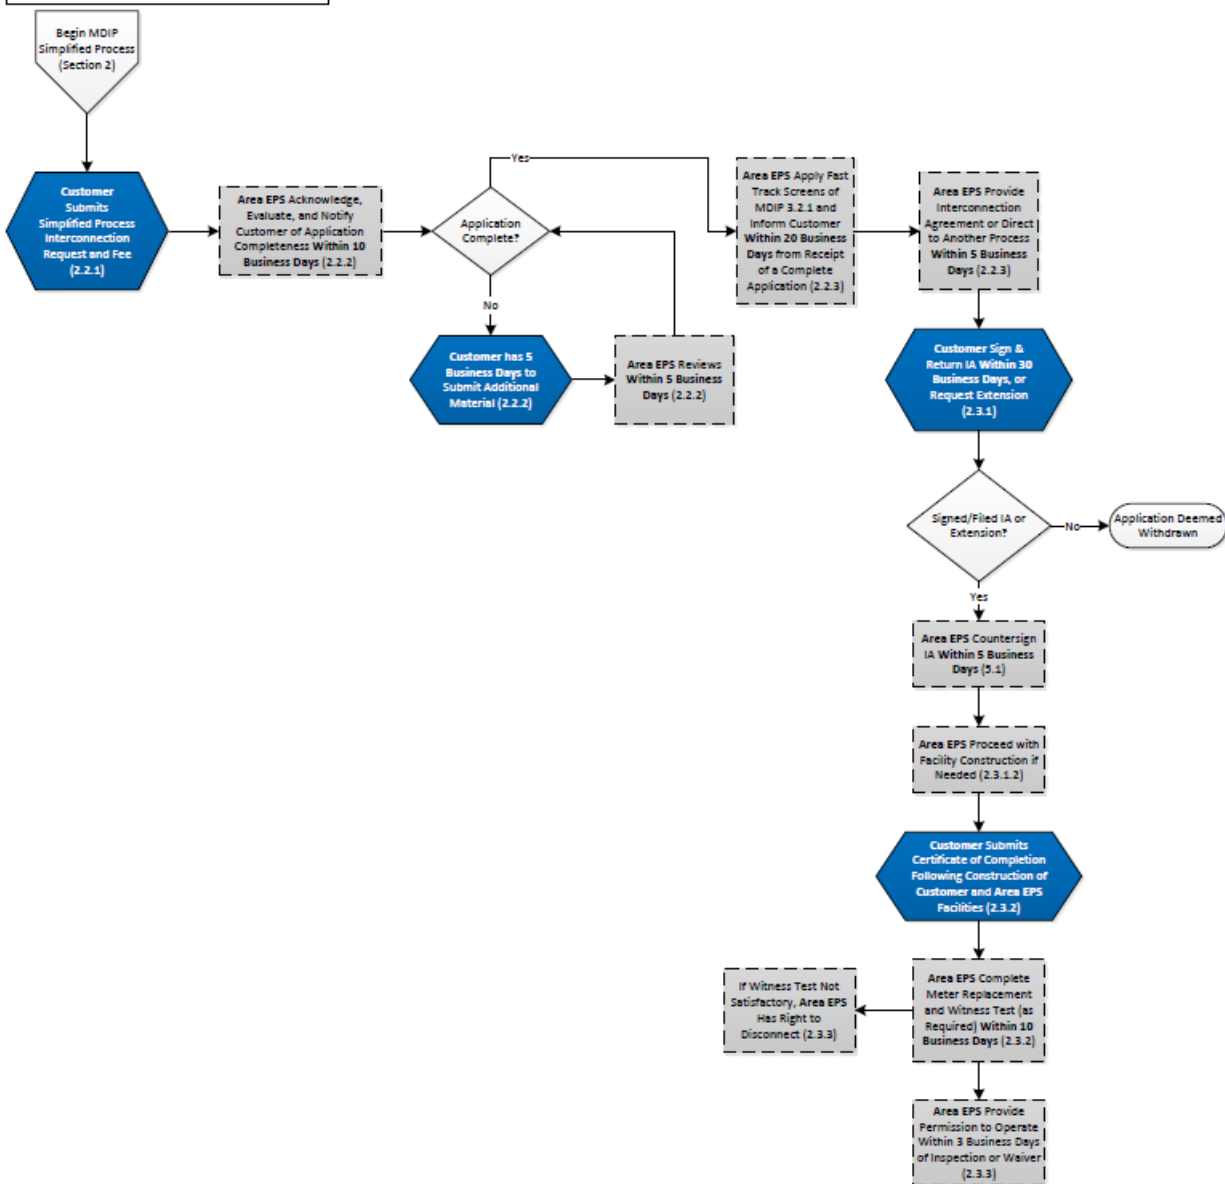 Begin MDIP
Simplified Process
(Section 2)
Customer
Submits
Simplified Process
Interconnection
Request and Fee
(2.2.1)
Area EPS Acknowledge,
Evaluate, and Notify
Customer of Application
Completeness Within 10
Business Days (2.2.2)
Application
Complete?
Yes
No
Customer has 5
Business Days to
Submit Additional
Material (2.2.2)
Area EPS Reviews
Within 5 Business
Days (2.2.2)
Area EPS Apply Fast
Track Screens of
MDIP 3.2.1 and
Inform Customer
Within 20 Business
Days from Receipt
of a Complete
Application (2.2.3)
Area EPS Provide
Interconnection
Agreement or Direct
to Another Process
Within 5 Business
Days (2.2.3)
Customer Sign &
Return IA Within 30
Business Days, or
Request Extension
(2.3.1)
Signed/Filed IA or
Extension?
No
Application Deemed
Withdrawn
Yes
Area EPS Countersign
IA Within 5 Business
Days (5.1)
Area EPS Proceed with
Facility Construction if
Needed (2.3.1.2)
Customer Submits
Certificate of Completion
Following Construction of
Customer and Area EPS
Facilities (2.3.2)
Area EPS Complete
Meter Replacement
and Witness Test (as
Required) Within 10
Business Days (2.3.2)
If Witness Test Not
Satisfactory, Area EPS
Has Right to
Disconnect (2.3.3)
Area EPS Provide
Permission to Operate
Within 3 Business Days
of Inspection or Waiver
(2.3.3)